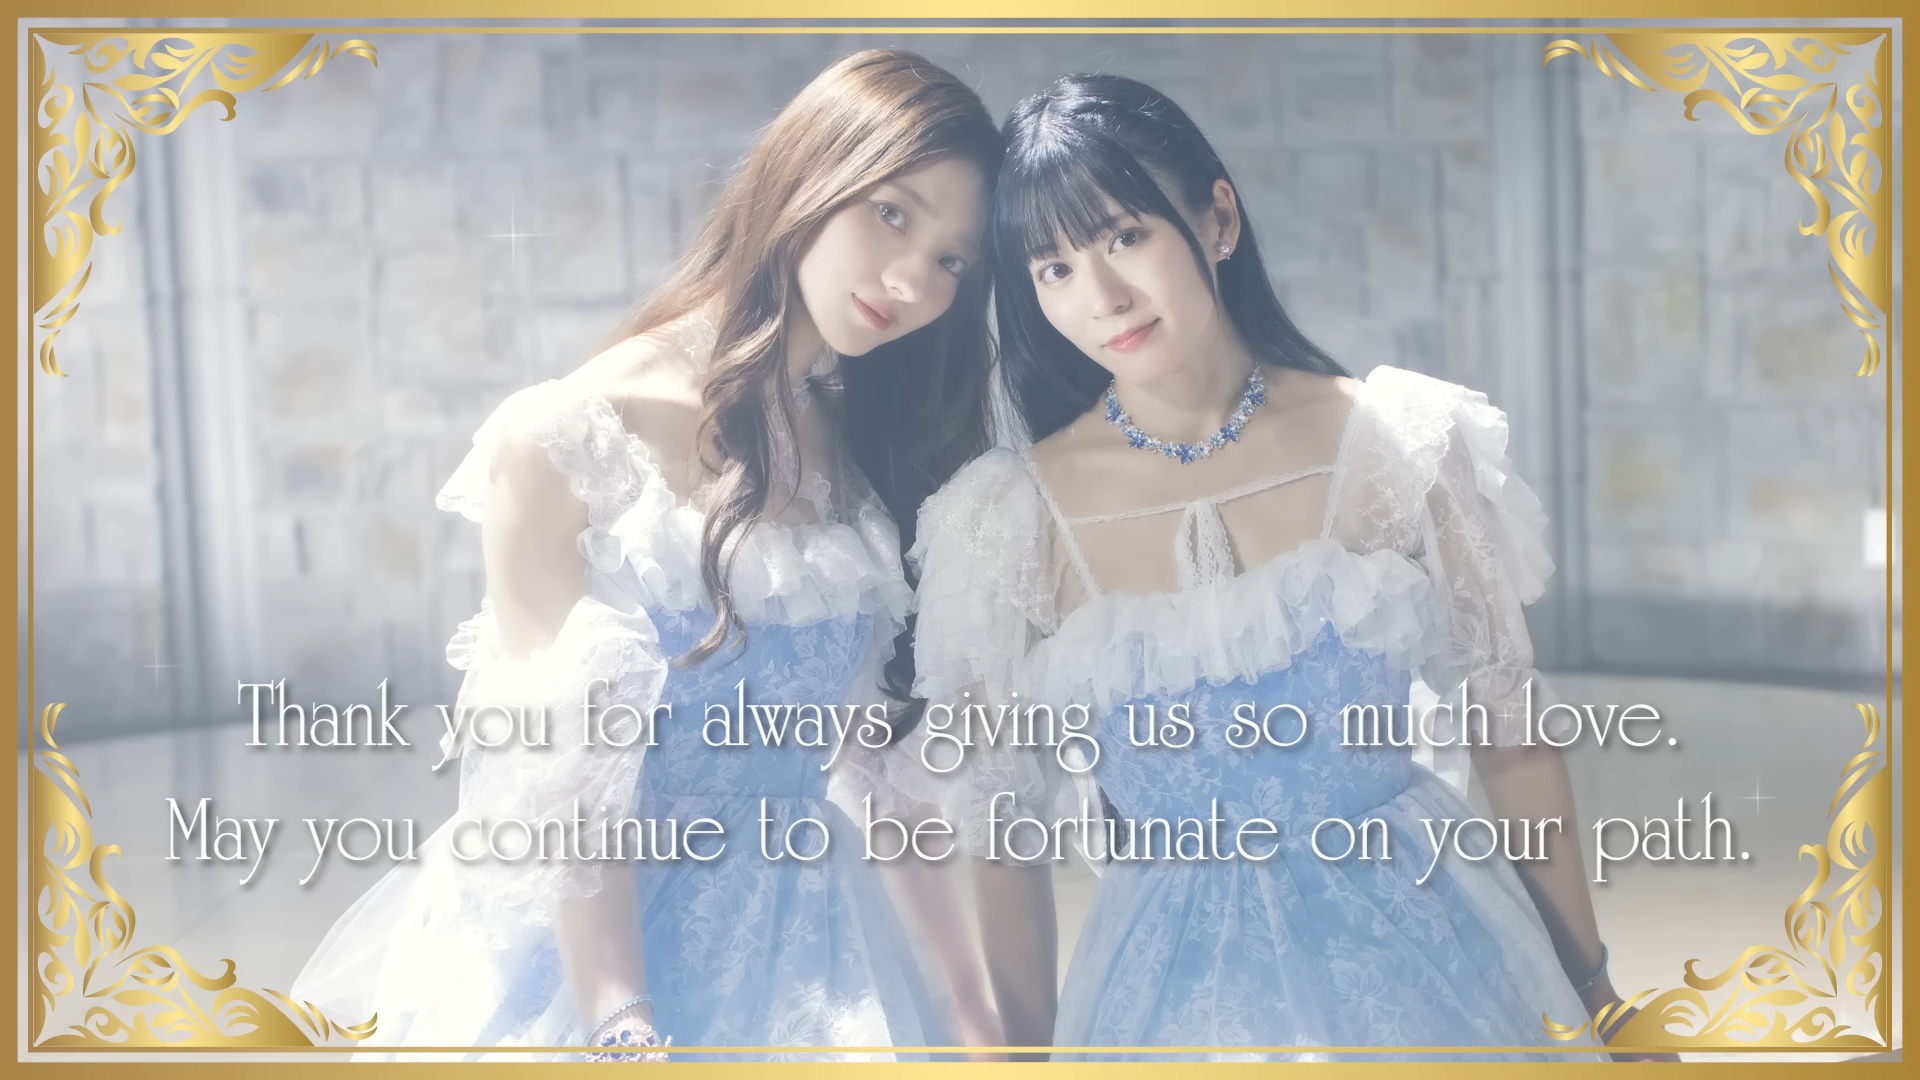 Thank you for always giving us so much love.
May you continue to be fortunate on your path.